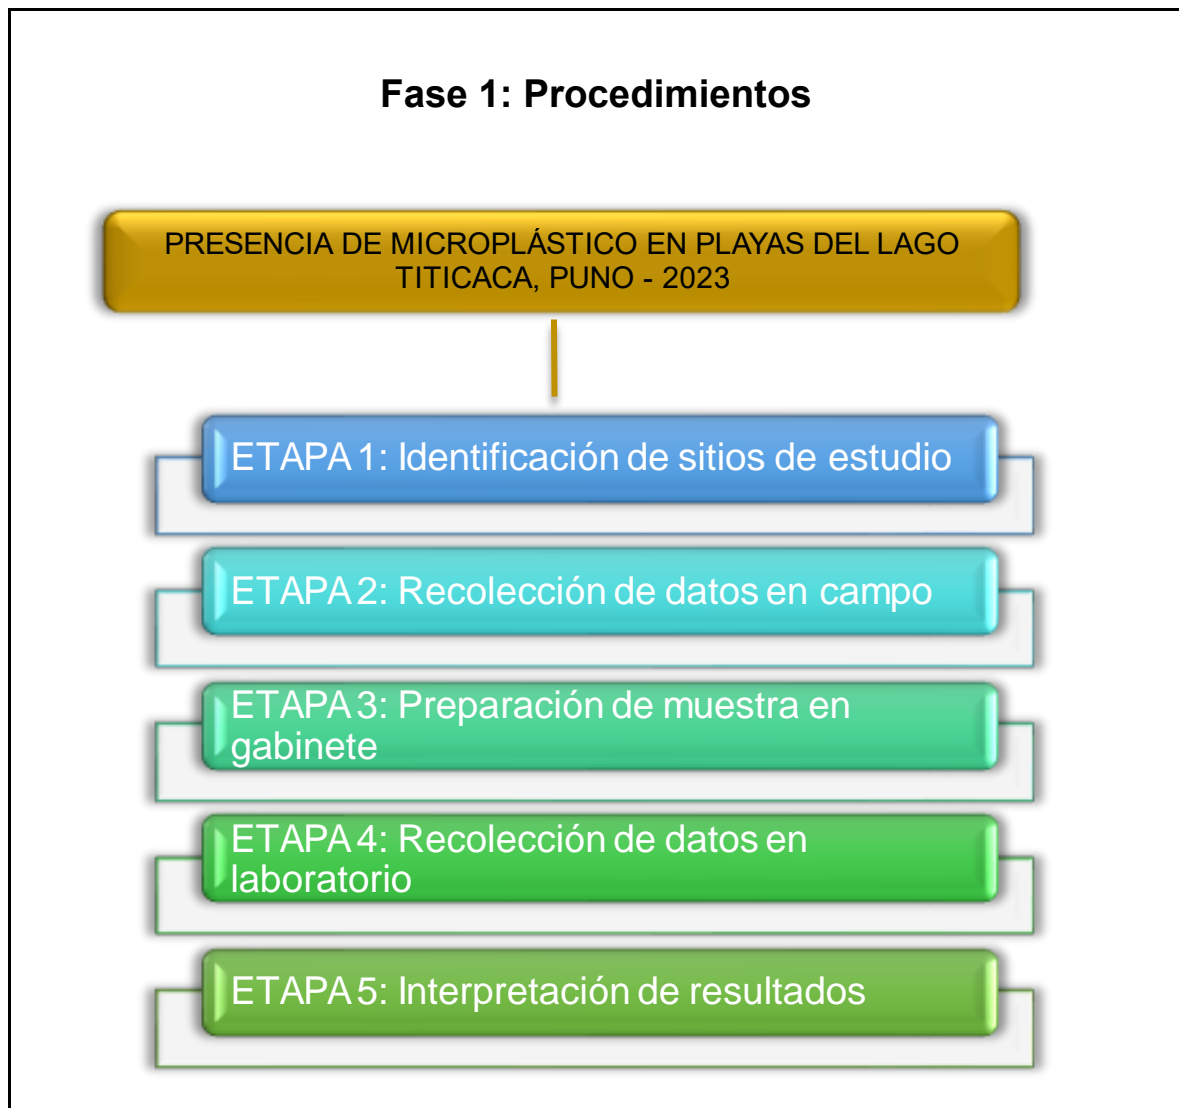 Fase 1: Procedimientos
PRESENCIA DE MICROPLÁSTICO EN PLAYAS DEL LAGO
TITICACA, PUNO - 2023
ETAPA 1: Identificación de sitios de estudio
ETAPA 2: Recolección de datos en campo
ETAPA 3: Preparación de muestra en
gabinete
ETAPA 4: Recolección de datos en
laboratorio
ETAPA 5: Interpretación de resultados